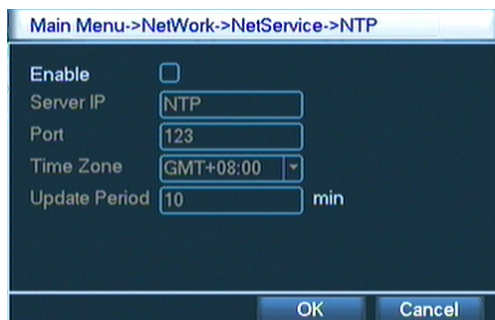 Main Menu->NetWork->NetService->NTP
Enable
Server IP NTP
Port 123
Time Zone GMT+08:00
Update Period 10 min
OK Cancel